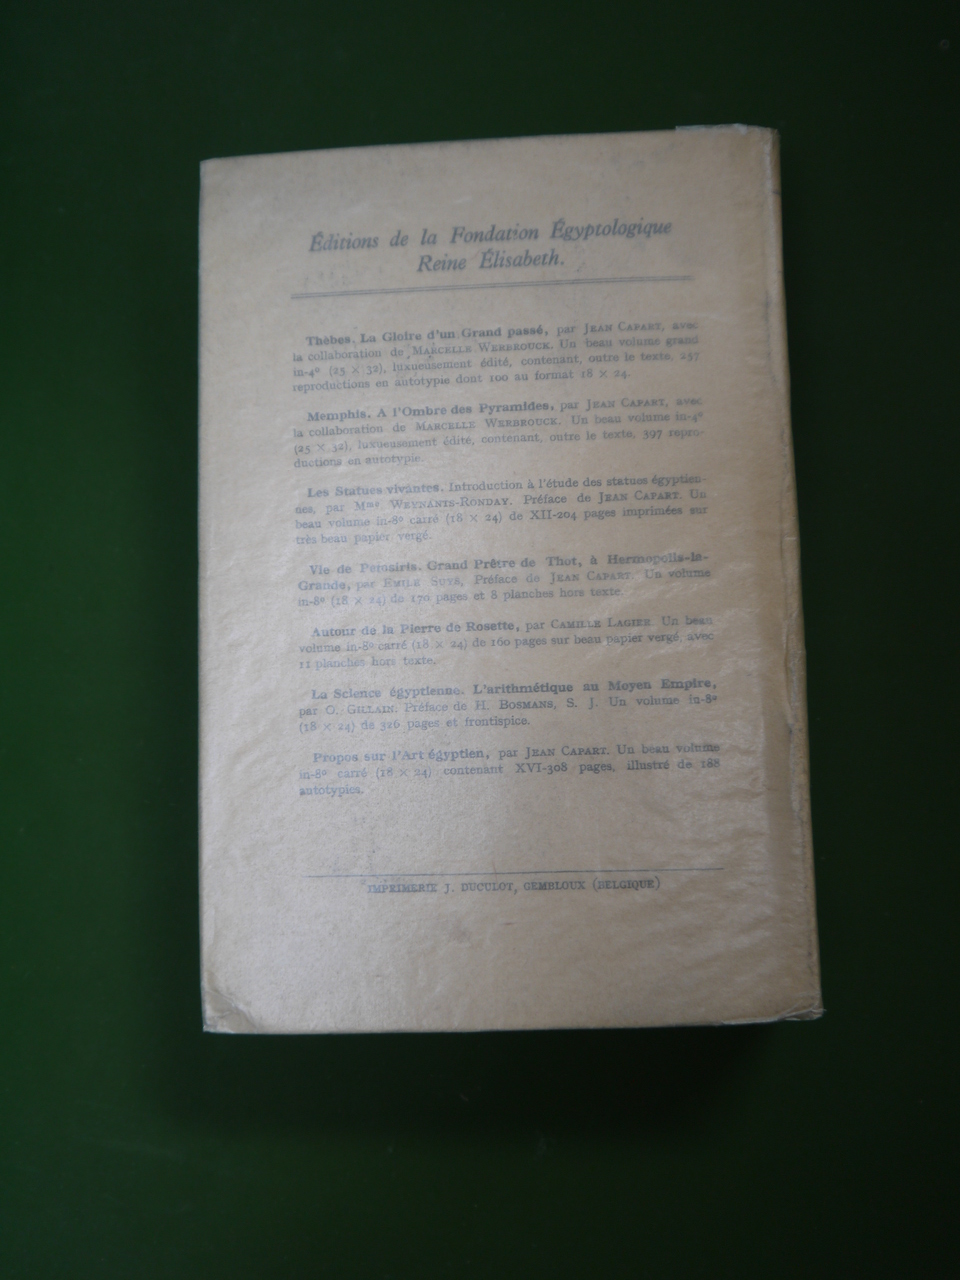 Éditions de la Fondation Égyptologique
Reine Élisabeth.
Thèbes. La Gloire d'un Grand passé, par JEAN CAPART, avec
la collaboration de MARCELLE WERBROUCK. Un beau volume grand
in-4º (25 × 32), luxueusement édité, contenant, outre le texte, 257
reproductions en autotypie dont 100 au format 18 × 24.
Memphis. A l'Ombre des Pyramides, par JEAN CAPART, avec
la collaboration de MARCELLE WERBROUCK. Un beau volume in-4º
(25 × 32), luxueusement édité, contenant, outre le texte, 397 repro-
ductions en autotypie.
Les Statues vivantes. Introduction à l'étude des statues égyptien-
nes, par Mme WEYNANTS-RONDAY. Préface de JEAN CAPART. Un
beau volume in-8º carré (18 × 24) de XII-204 pages imprimées sur
très beau papier vergé.
Vie de Petosiris. Grand Prêtre de Thot, à Hermopolis-la-
Grande, par EMILE SUYS, Préface de JEAN CAPART. Un volume
in-8º (18 × 24) de 170 pages et 8 planches hors texte.
Autour de la Pierre de Rosette, par CAMILLE LAGIER. Un beau
volume in-8º carré (18 × 24) de 160 pages sur beau papier vergé, avec
11 planches hors texte.
La Science égyptienne. L'arithmétique au Moyen Empire,
par O. GILLAIN. Préface de H. BOSMANS, S. J. Un volume in-8º
(18 × 24) de 326 pages et frontispice.
Propos sur l'Art égyptien, par JEAN CAPART. Un beau volume
in-8º carré (18 × 24) contenant XVI-308 pages, illustré de 188
autotypies.
IMPRIMERIE J. DUCULOT, GEMBLOUX (BELGIQUE)